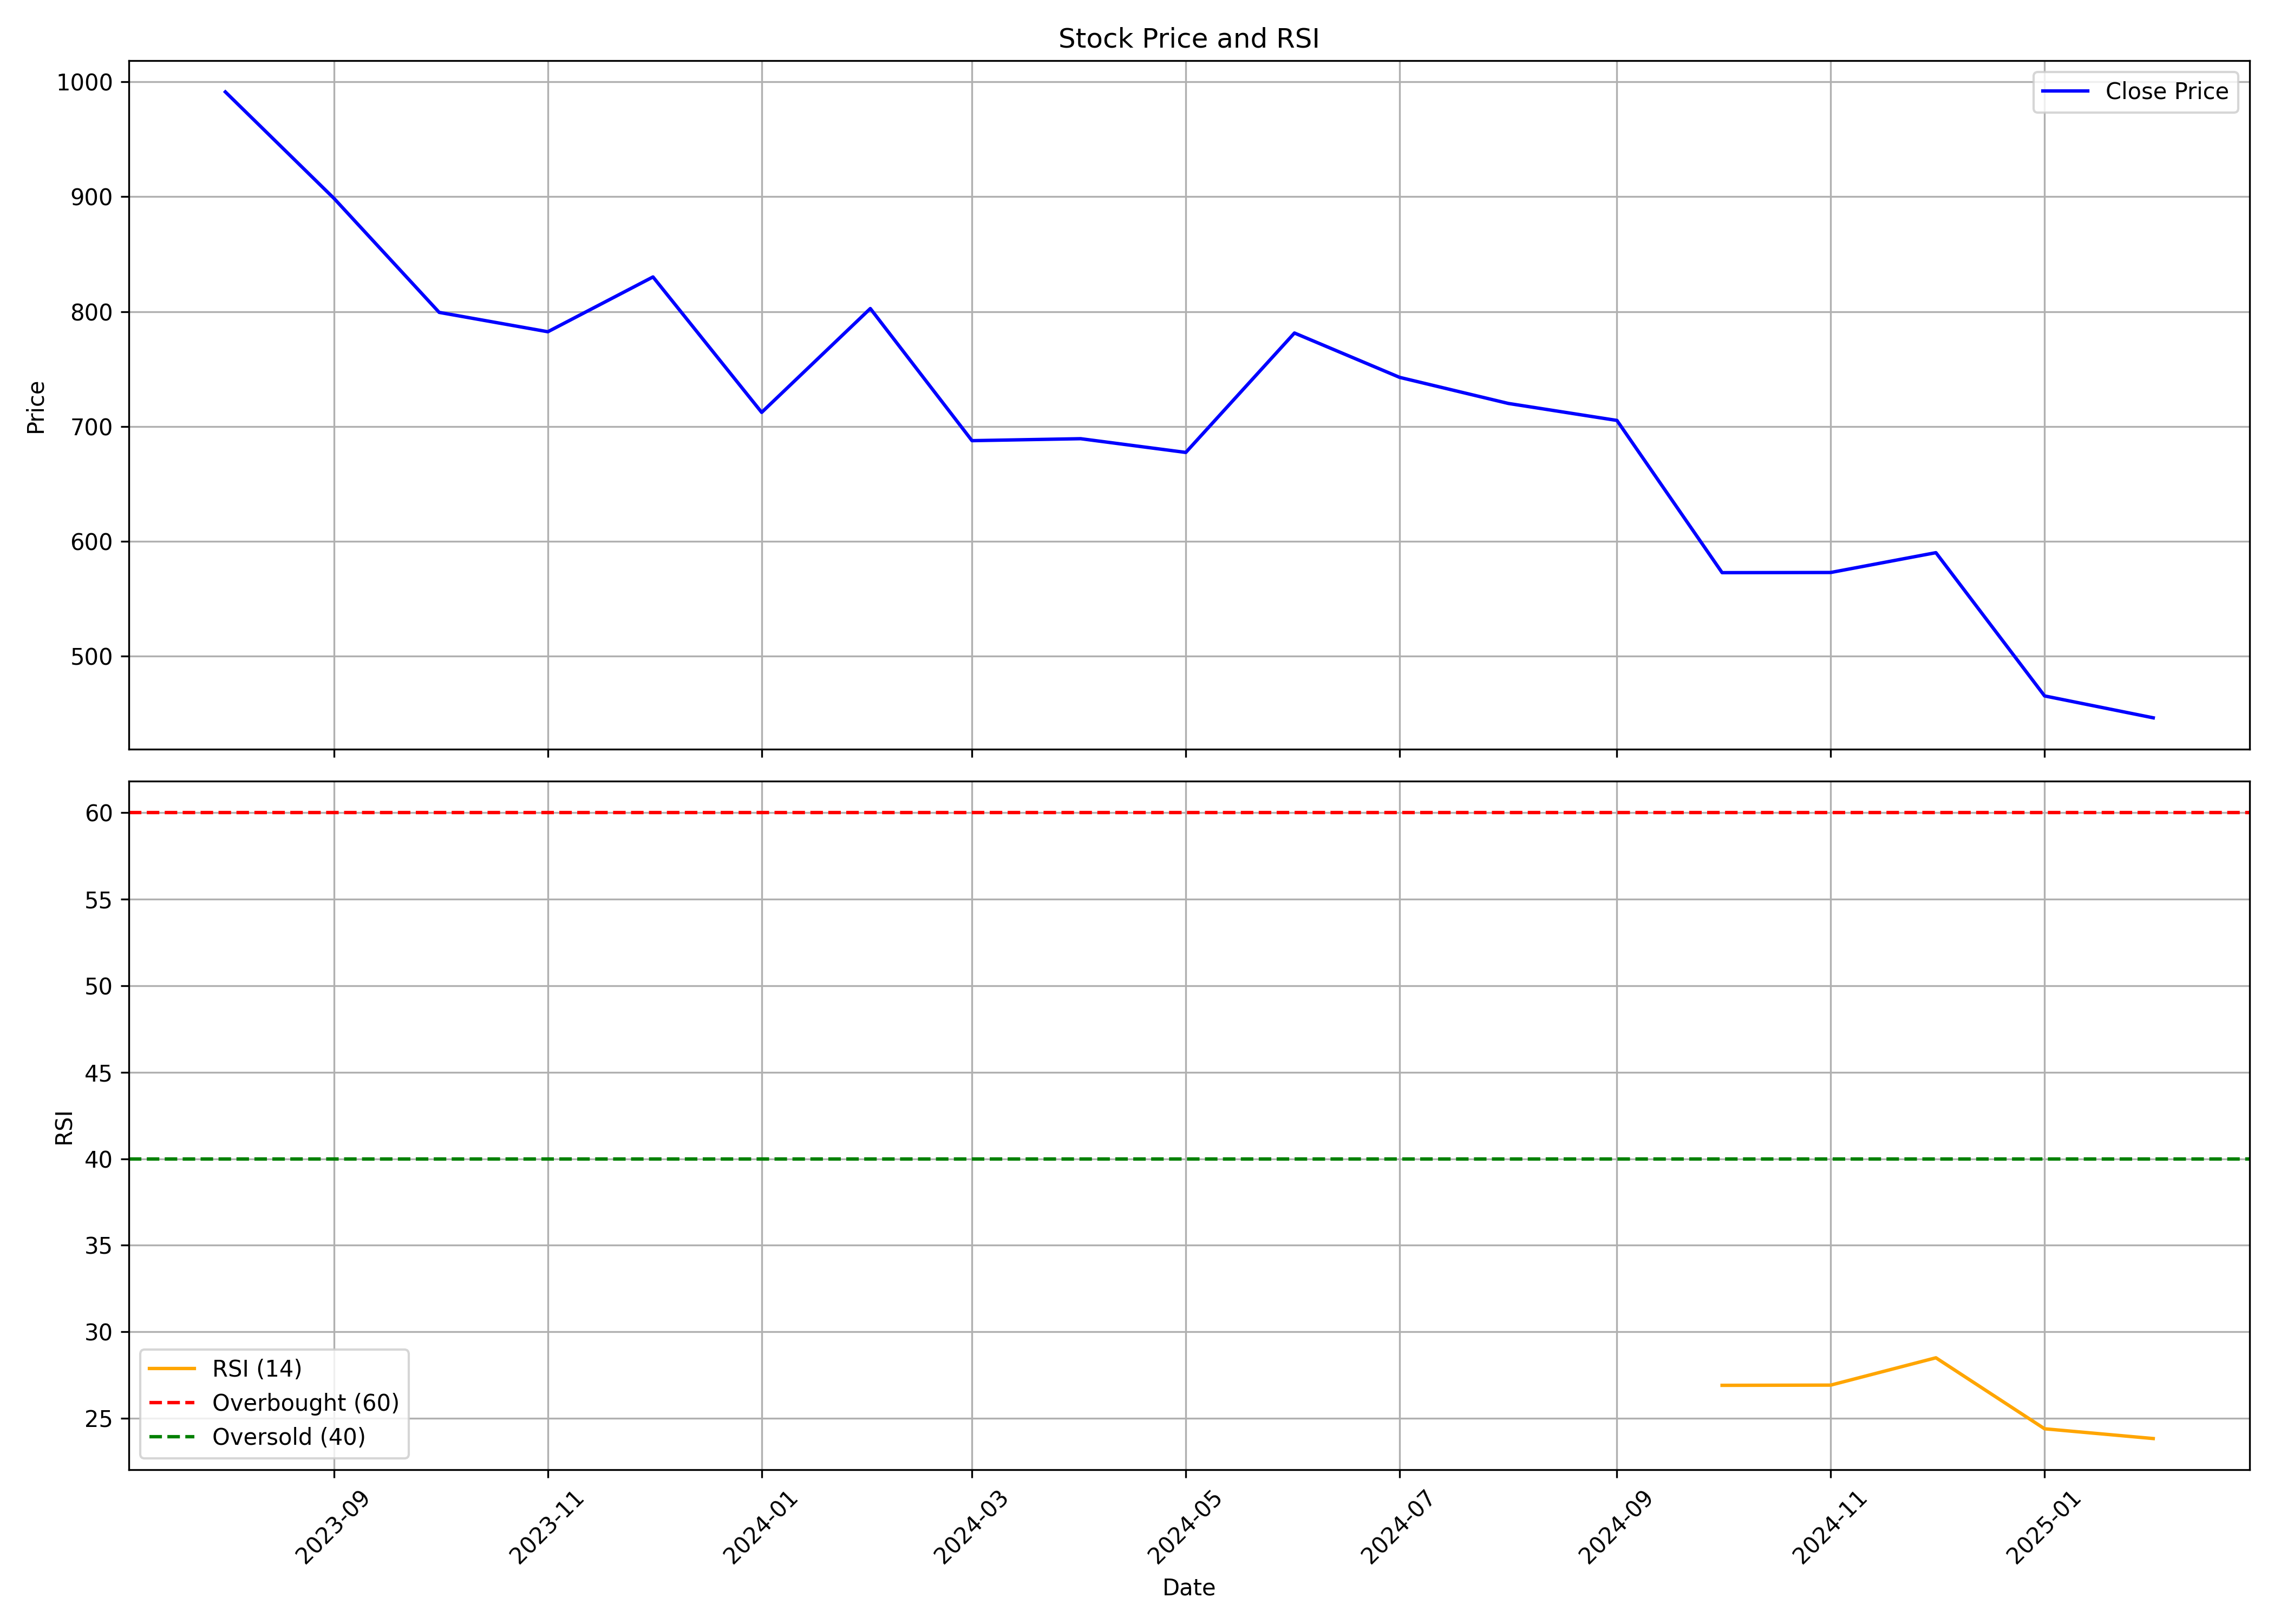 Stock Price and RSI
1000
900
800
700
600
500
Price
Close Price
60
55
50
45
40
35
30
25
RSI
RSI (14)
Overbought (60)
Oversold (40)
2023-09
2023-11
2024-01
2024-03
2024-05
2024-07
2024-09
2024-11
2025-01
Date